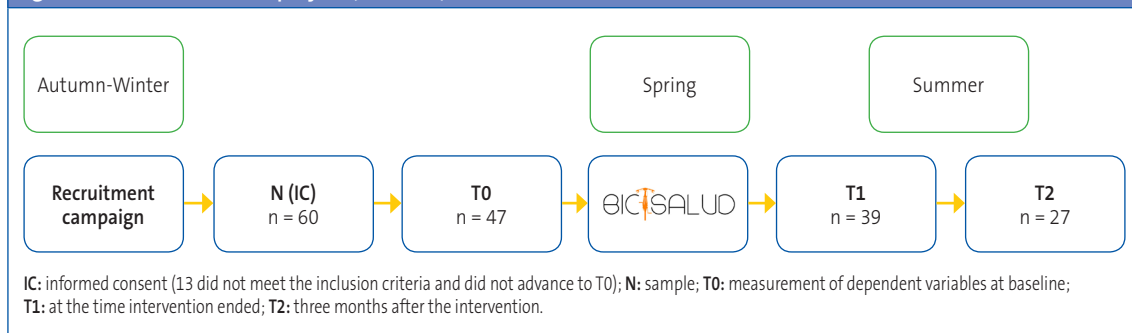 Autumn-Winter
Spring
Summer
Recruitment
campaign
N (IC)
n = 60
T0
n = 47
BICISALUD
T1
n = 39
T2
n = 27
IC: informed consent (13 did not meet the inclusion criteria and did not advance to T0); N: sample; T0: measurement of dependent variables at baseline;
T1: at the time intervention ended; T2: three months after the intervention.